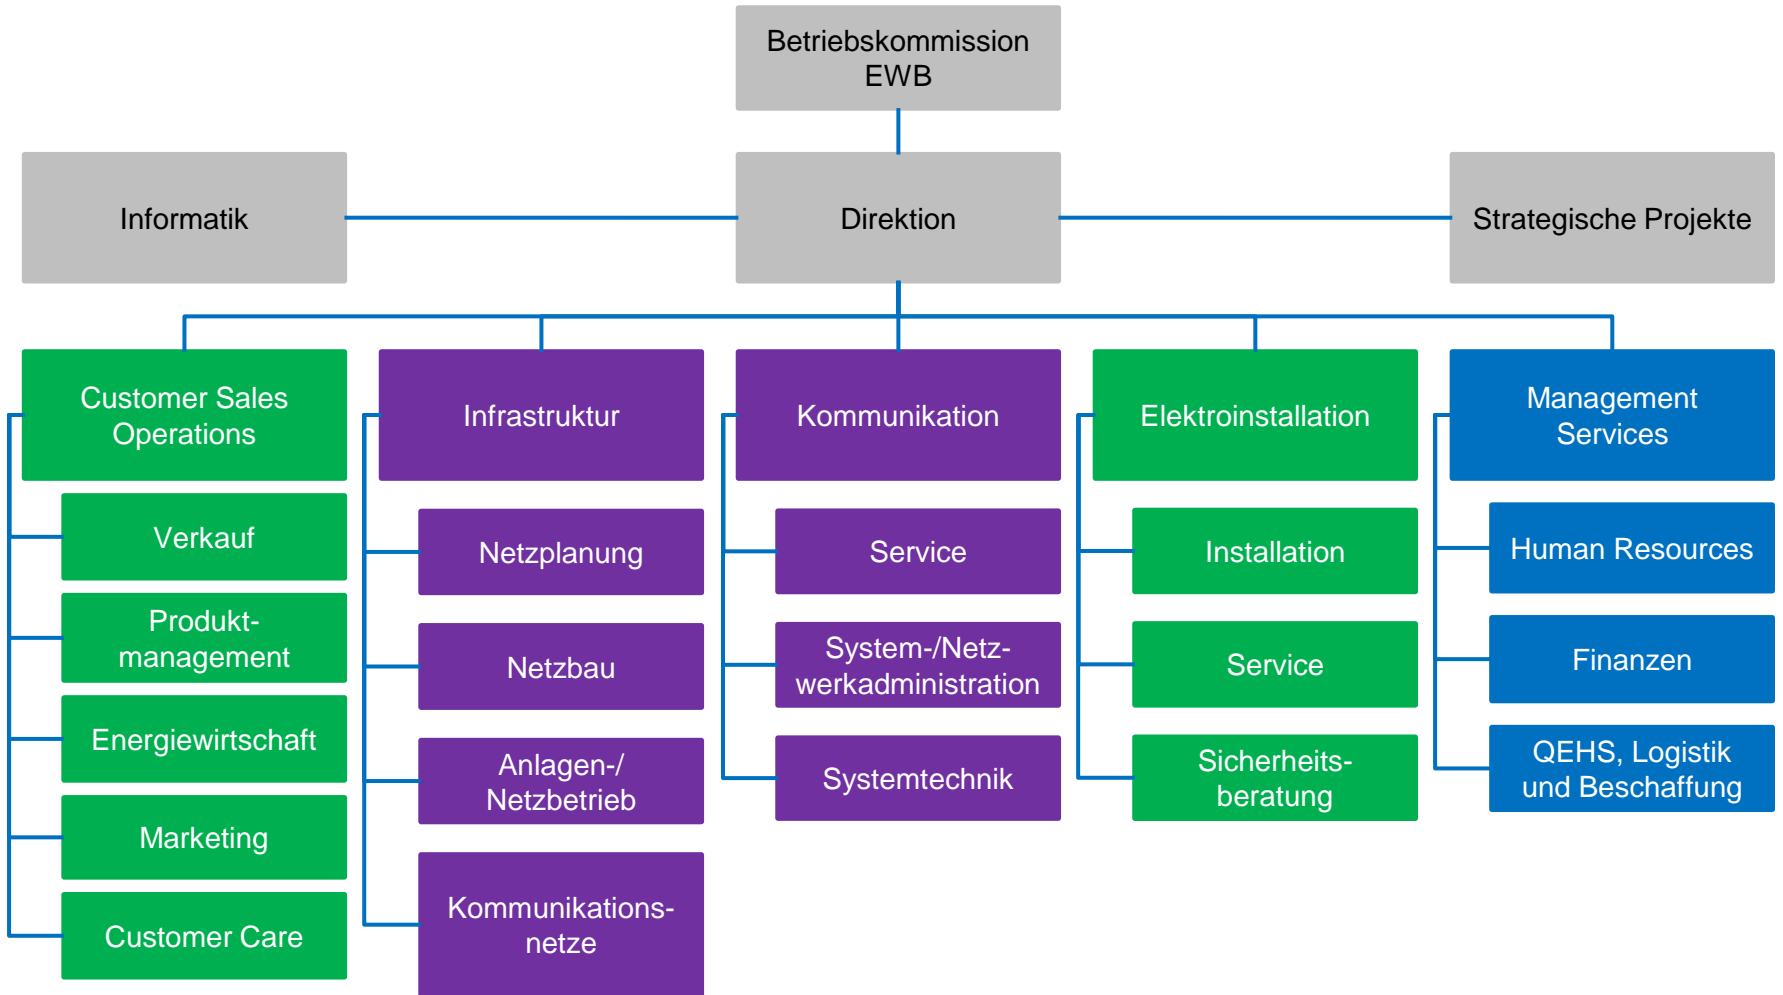 Betriebskommission
EWB
Informatik
Direktion
Strategische Projekte
Customer Sales
Operations
Verkauf
Produkt-
management
Energiewirtschaft
Marketing
Customer Care
Infrastruktur
Netzplanung
Netzbau
Anlagen-/
Netzbetrieb
Kommunikations-
netze
Kommunikation
Service
System-/Netz-
werkadministration
Systemtechnik
Elektroinstallation
Installation
Service
Sicherheits-
beratung
Management
Services
Human Resources
Finanzen
QEHS, Logistik
und Beschaffung